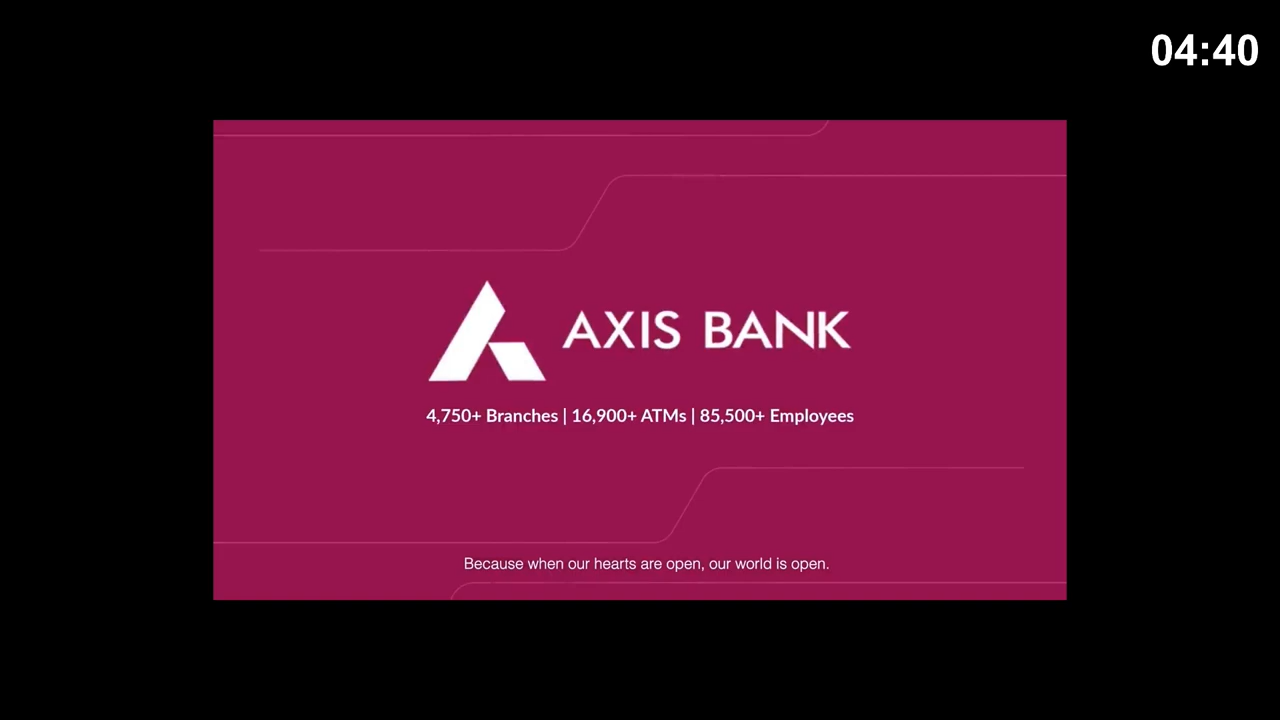 04:40
AXIS BANK
4,750+ Branches | 16,900+ ATMs | 85,500+ Employees
Because when our hearts are open, our world is open.